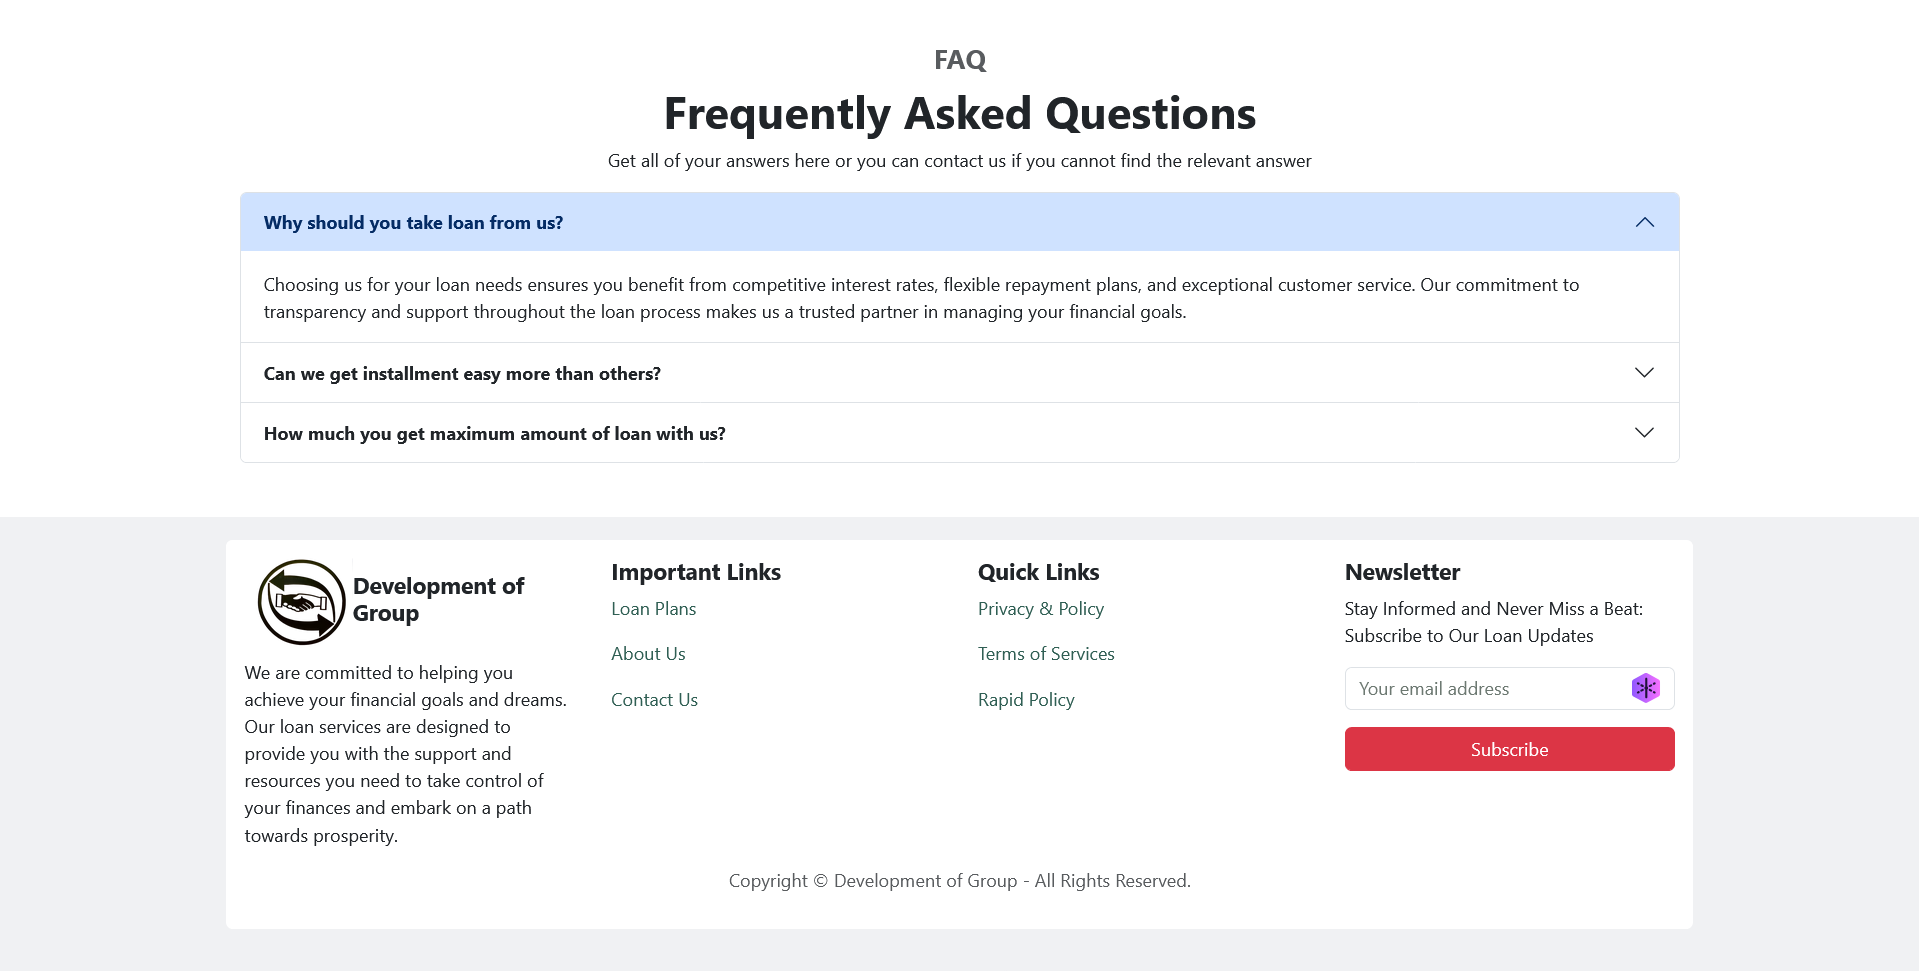 FAQ
Frequently Asked Questions
Get all of your answers here or you can contact us if you cannot find the relevant answer
Why should you take loan from us?
Choosing us for your loan needs ensures you benefit from competitive interest rates, flexible repayment plans, and exceptional customer service. Our commitment to
transparency and support throughout the loan process makes us a trusted partner in managing your financial goals.
Can we get installment easy more than others?
How much you get maximum amount of loan with us?
Development of
Group
We are committed to helping you
achieve your financial goals and dreams.
Our loan services are designed to
provide you with the support and
resources you need to take control of
your finances and embark on a path
towards prosperity.
Important Links
Loan Plans
About Us
Contact Us
Quick Links
Privacy & Policy
Terms of Services
Rapid Policy
Newsletter
Stay Informed and Never Miss a Beat:
Subscribe to Our Loan Updates
Your email address
Subscribe
Copyright © Development of Group - All Rights Reserved.